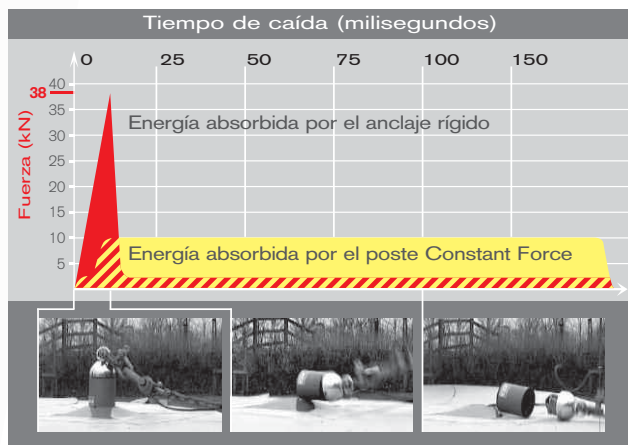 Tiempo de caída (milisegundos)
0 25 50 75 100 150
Fuerza (kN)
40
38
35
30
25
20
15
10
5
Energía absorbida por el anclaje rígido
Energía absorbida por el poste Constant Force